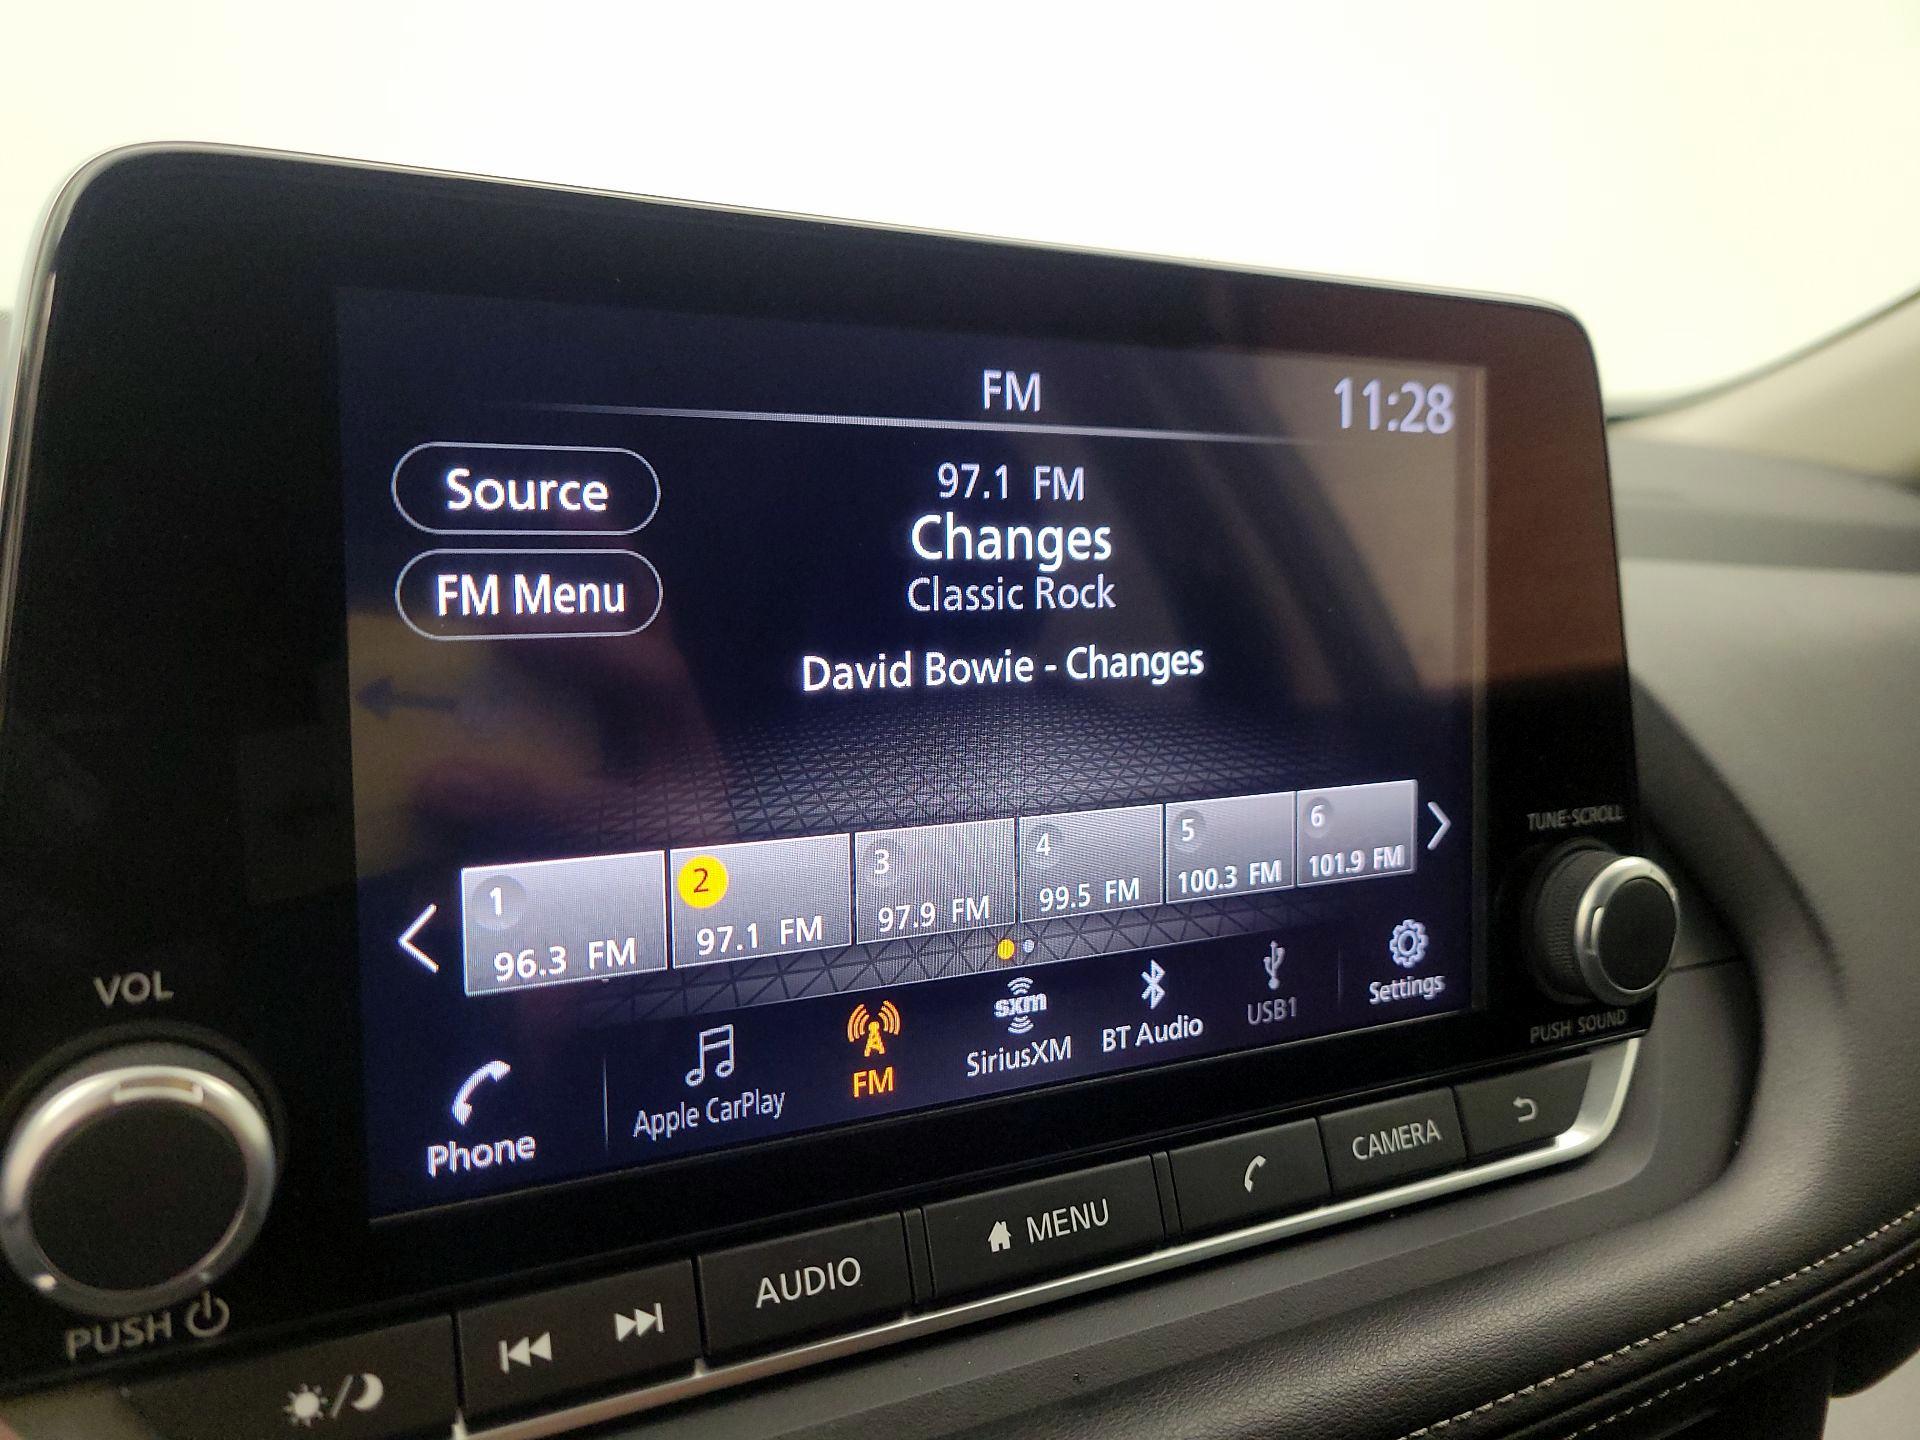 FM
11:28
Source
97.1 FM
Changes
FM Menu
Classic Rock
David Bowie - Changes
1
96.3 FM
2
97.1 FM
3
97.9 FM
4
99.5 FM
5
100.3 FM
6
101.9 FM
Phone
Apple CarPlay
FM
sxm
SiriusXM
BT Audio
USB1
Settings
VOL
PUSH
TUNE·SCROLL
PUSH SOUND
AUDIO
MENU
CAMERA